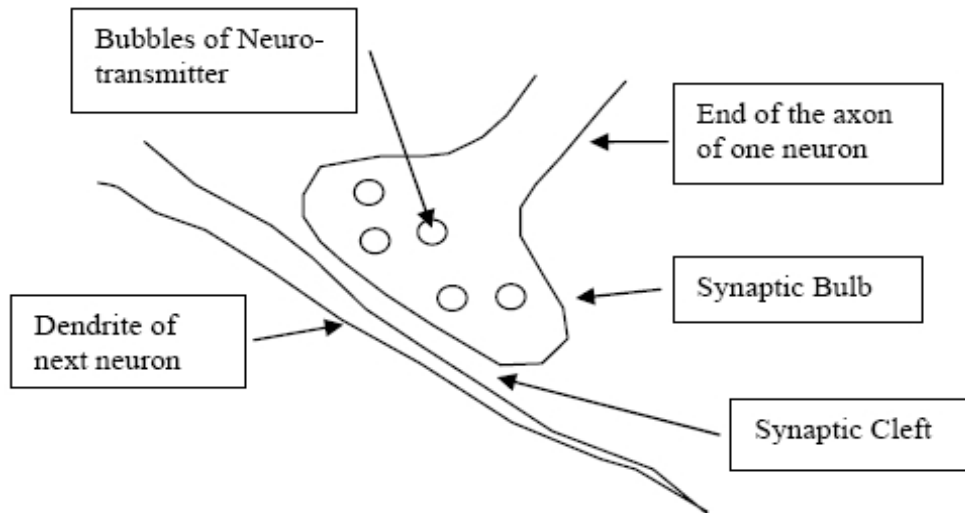 Bubbles of Neuro-
transmitter
End of the axon
of one neuron
Synaptic Bulb
Dendrite of
next neuron
Synaptic Cleft